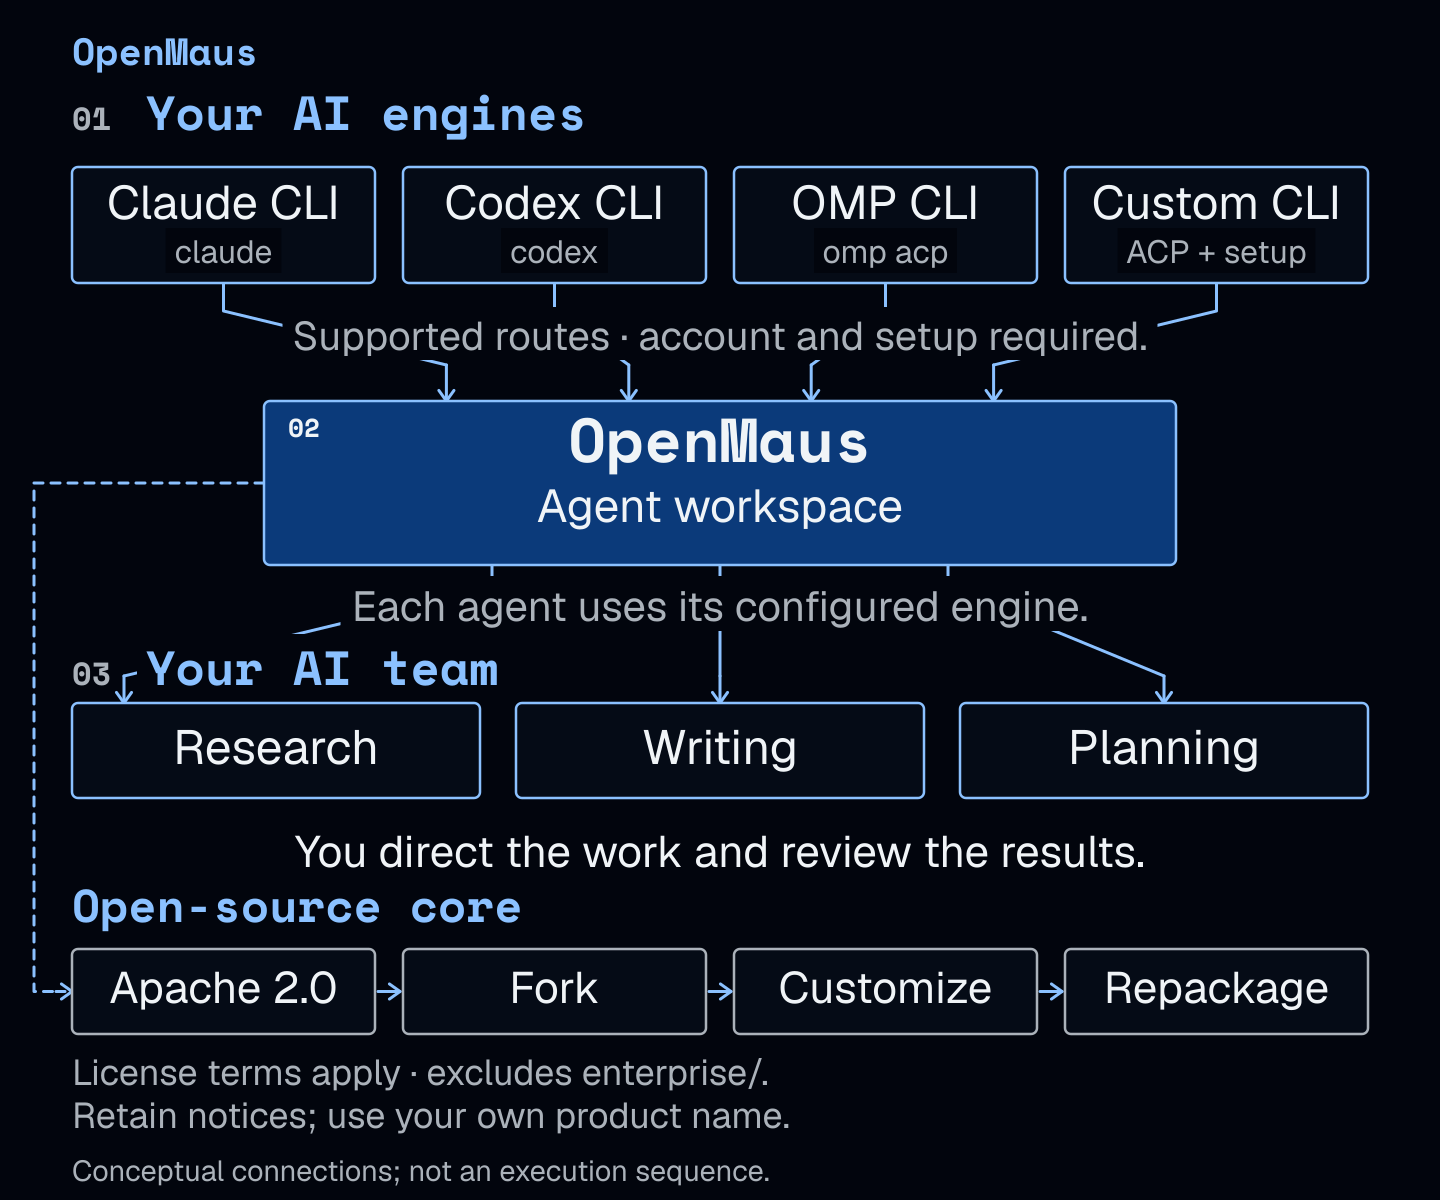 OpenMaus
01 Your AI engines
Claude CLI
claude
Codex CLI
codex
OMP CLI
omp acp
Custom CLI
ACP + setup
Supported routes · account and setup required.
02
OpenMaus
Agent workspace
Each agent uses its configured engine.
03 Your AI team
Research
Writing
Planning
You direct the work and review the results.
Open-source core
Apache 2.0
Fork
Customize
Repackage
License terms apply · excludes enterprise/.
Retain notices; use your own product name.
Conceptual connections; not an execution sequence.